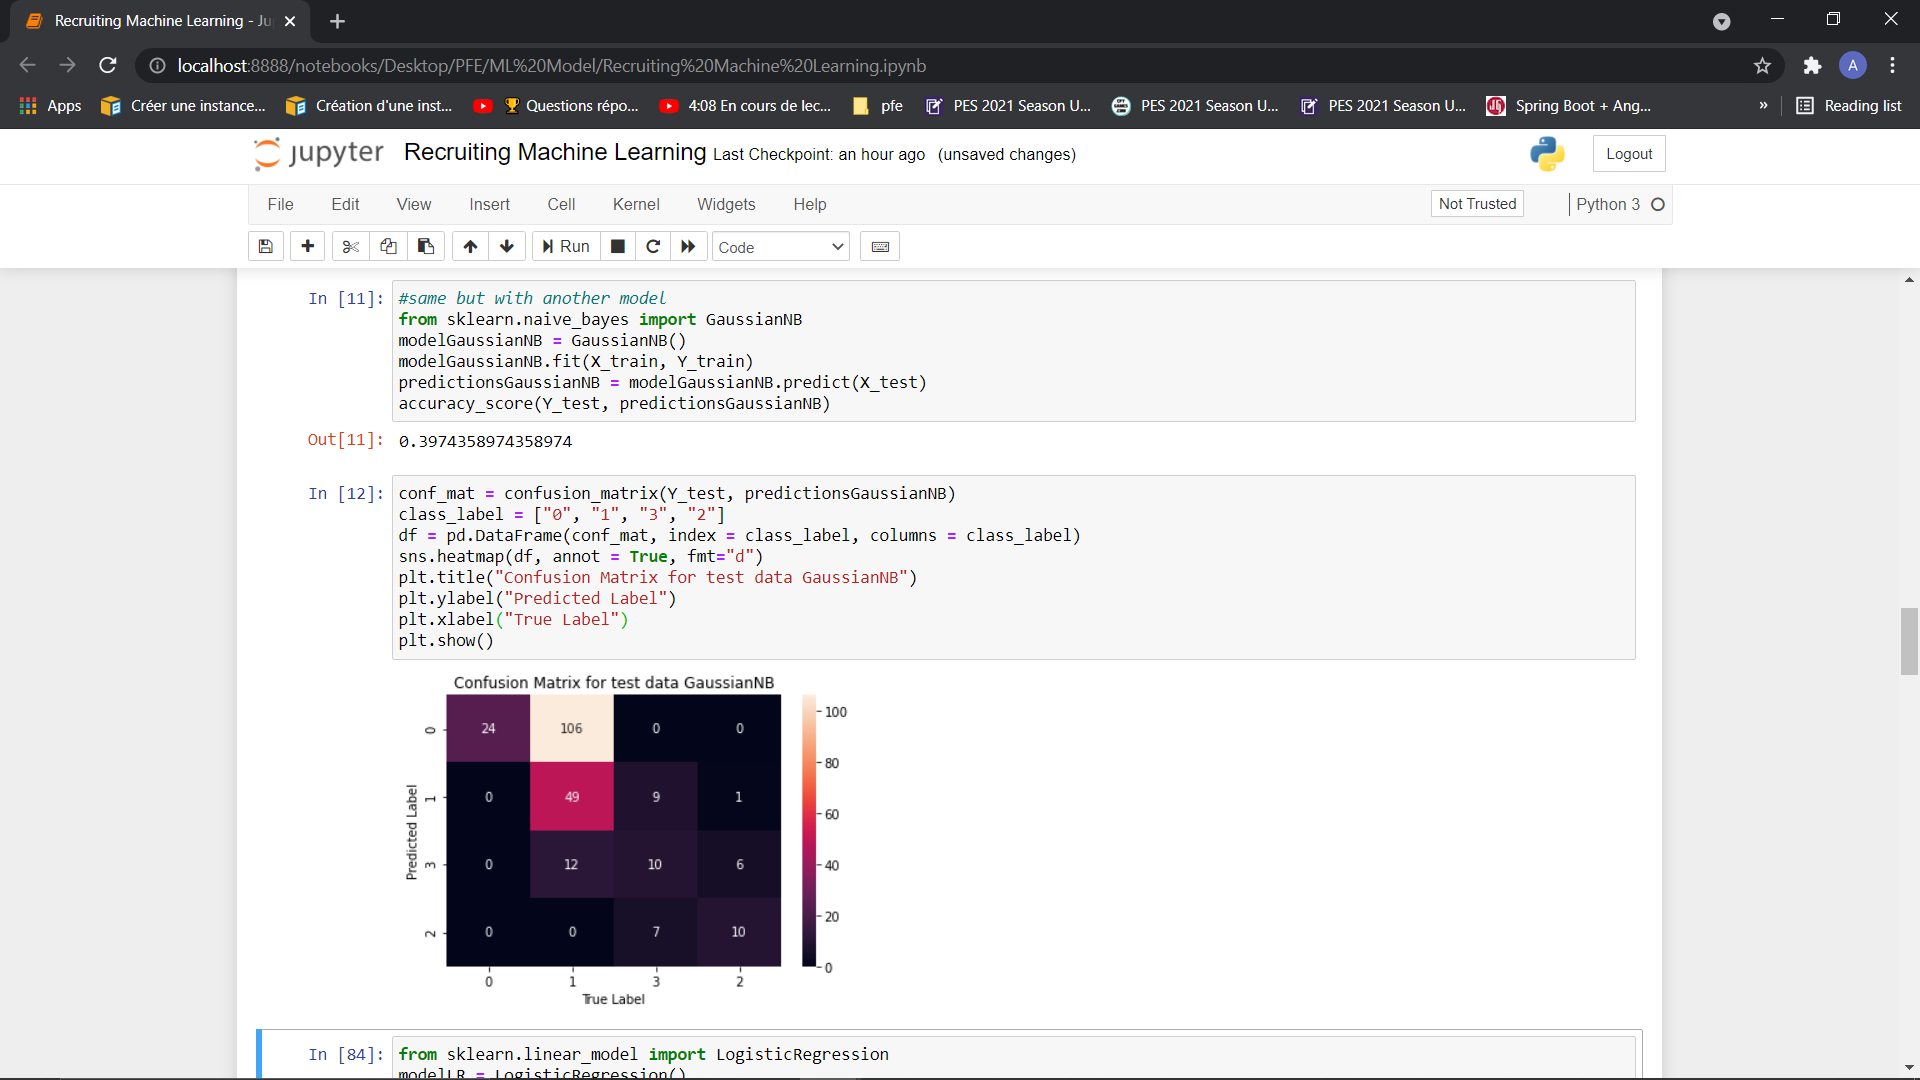 Recruiting Machine Learning - Ju
localhost:8888/notebooks/Desktop/PFE/ML%20Model/Recruiting%20Machine%20Learning.ipynb
A
Apps
Créer une instance...
Création d'une inst...
Questions répo...
4:08 En cours de lec...
pfe
PES 2021 Season U...
PES 2021 Season U...
PES 2021 Season U...
Spring Boot + Ang...
»
Reading list
jupyter
Recruiting Machine Learning Last Checkpoint: an hour ago (unsaved changes)
Logout
File
Edit
View
Insert
Cell
Kernel
Widgets
Help
Not Trusted
Python 3
Run
Code
In [11]:
#same but with another model
from sklearn.naive_bayes import GaussianNB
modelGaussianNB = GaussianNB()
modelGaussianNB.fit(X_train, Y_train)
predictionsGaussianNB = modelGaussianNB.predict(X_test)
accuracy_score(Y_test, predictionsGaussianNB)
Out[11]: 0.3974358974358974
In [12]:
conf_mat = confusion_matrix(Y_test, predictionsGaussianNB)
class_label = ["0", "1", "3", "2"]
df = pd.DataFrame(conf_mat, index = class_label, columns = class_label)
sns.heatmap(df, annot = True, fmt="d")
plt.title("Confusion Matrix for test data GaussianNB")
plt.ylabel("Predicted Label")
plt.xlabel("True Label")
plt.show()
Confusion Matrix for test data GaussianNB
0 24 106 0 0
1 0 49 9 1
3 0 12 10 6
2 0 0 7 10
0 1 3 2
Predicted Label
True Label
100
80
60
40
20
0
In [84]:
from sklearn.linear_model import LogisticRegression
modelLR = LogisticRegression()